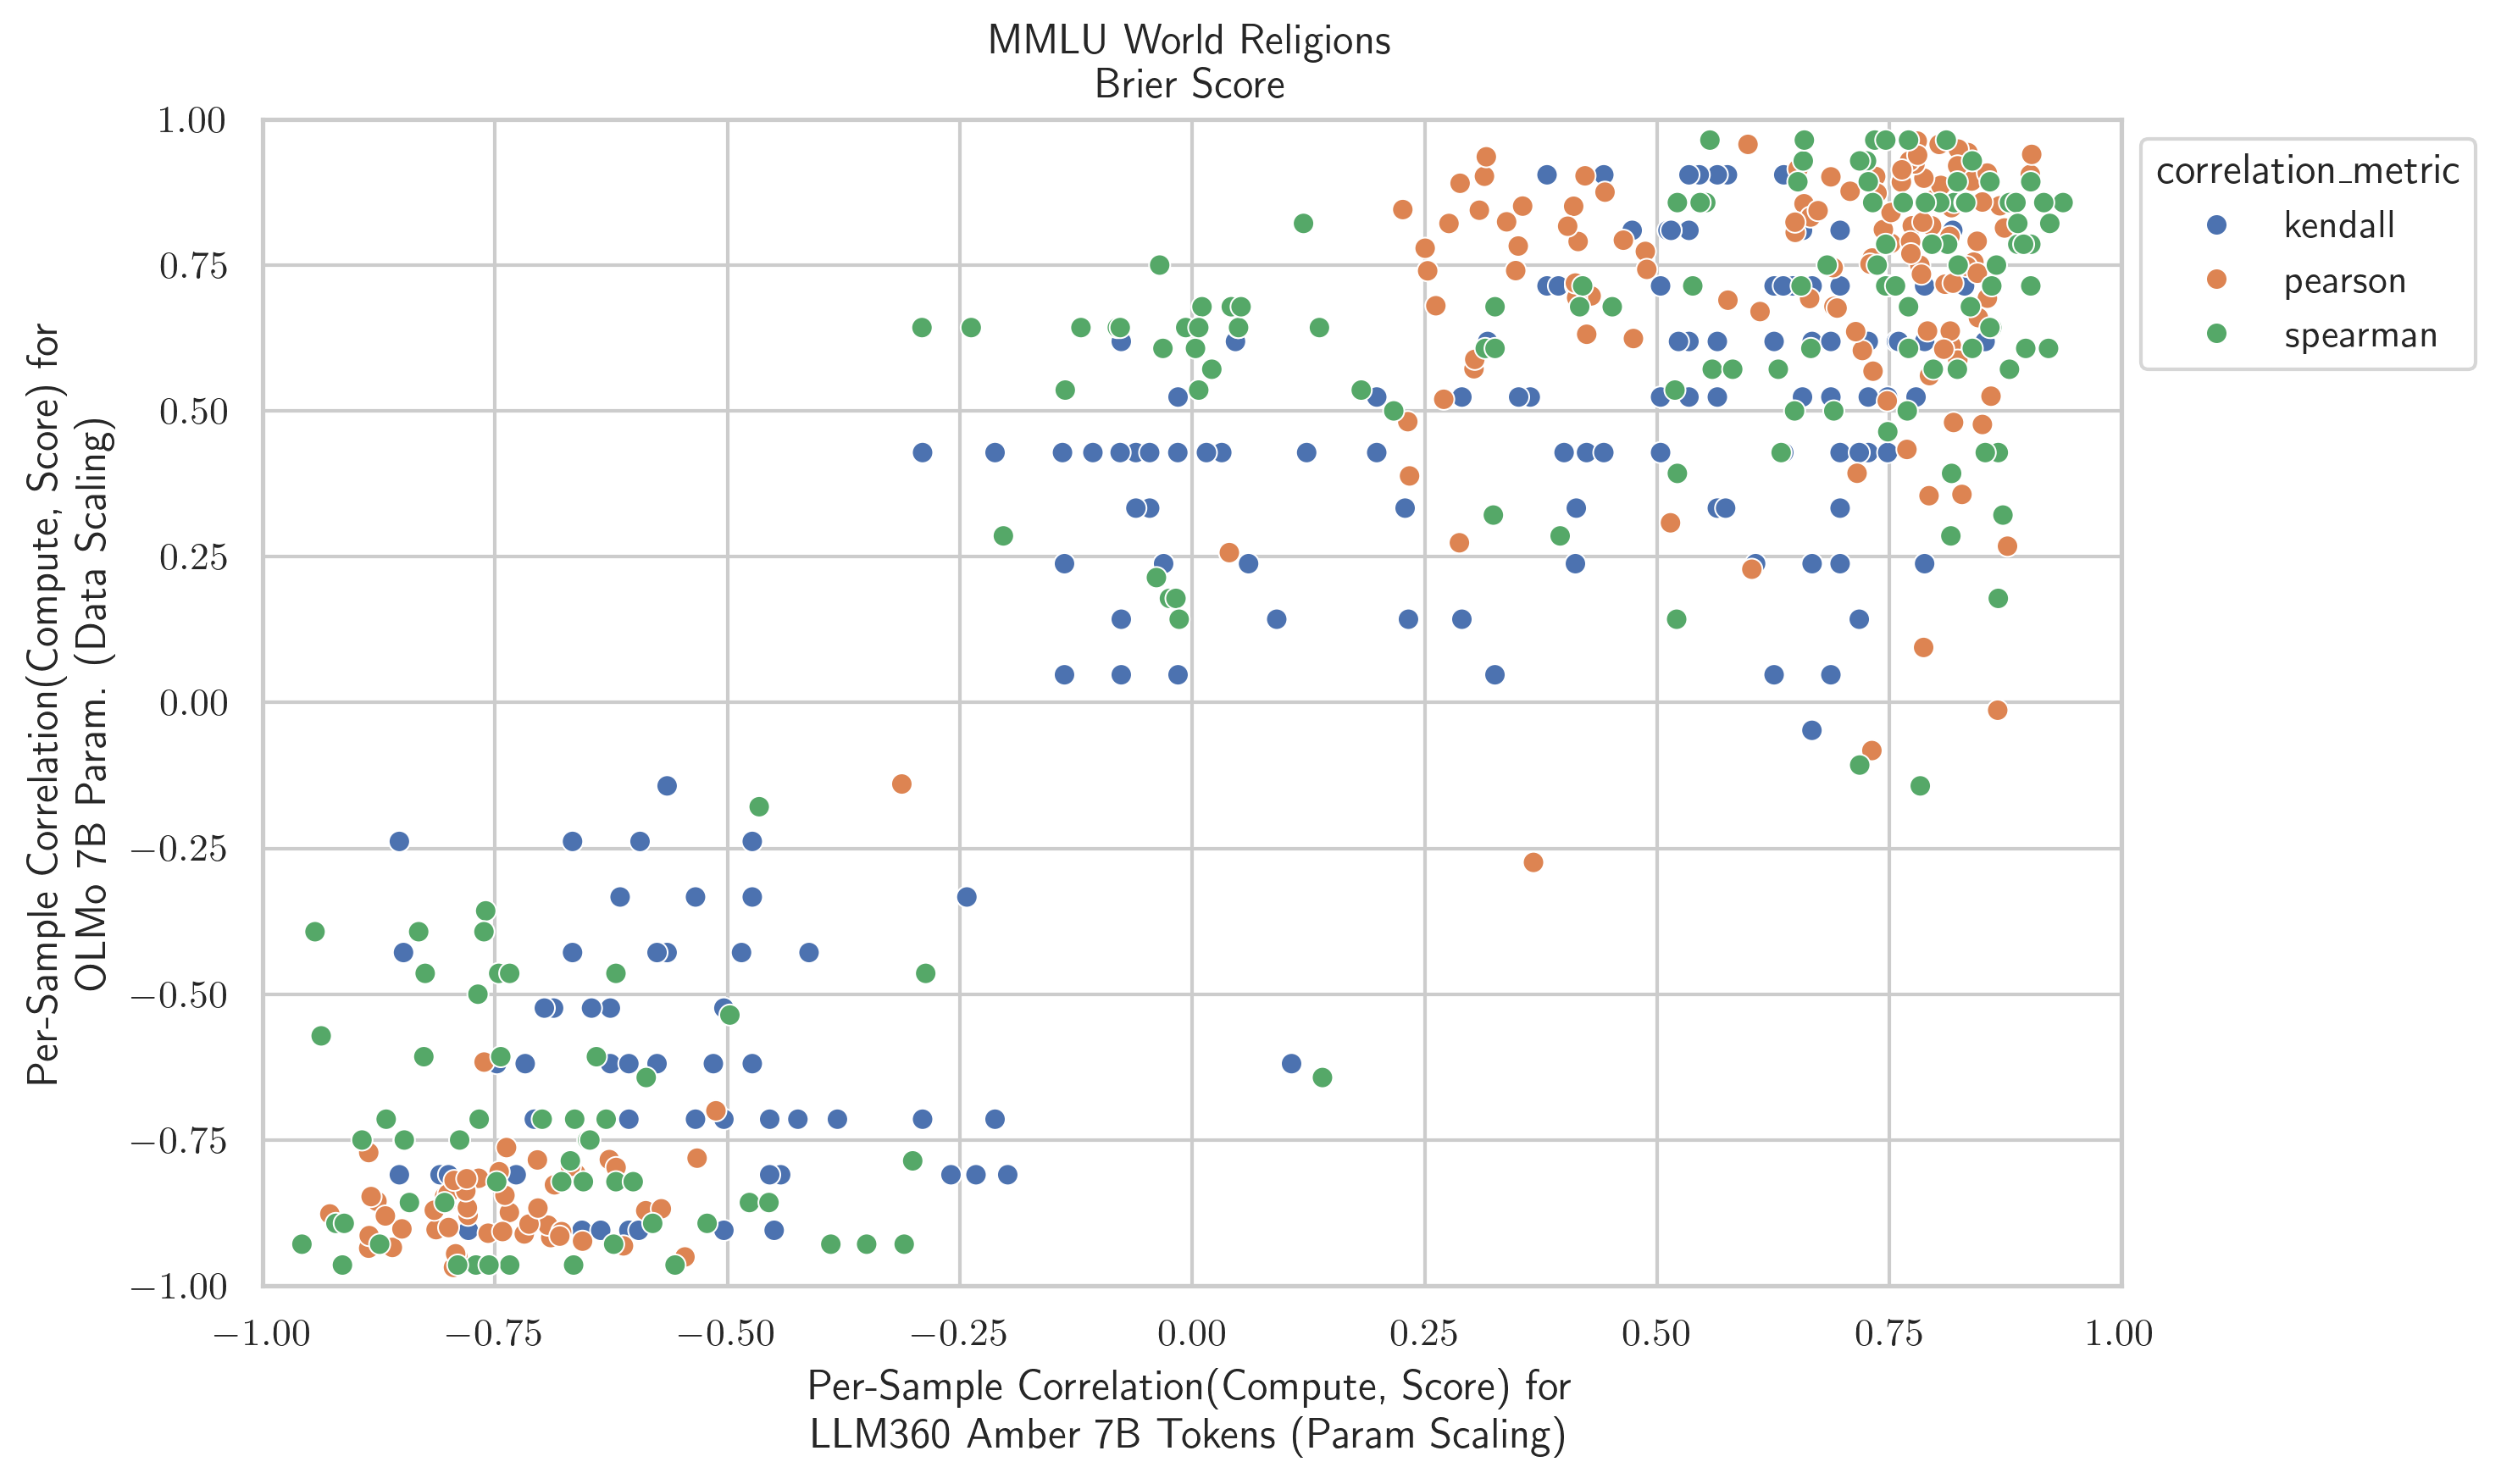 MMLU World Religions
Brier Score
Per-Sample Correlation(Compute, Score) for
OLMo 7B Param. (Data Scaling)
1.00
0.75
0.50
0.25
0.00
−0.25
−0.50
−0.75
−1.00
−1.00 −0.75 −0.50 −0.25 0.00 0.25 0.50 0.75 1.00
Per-Sample Correlation(Compute, Score) for
LLM360 Amber 7B Tokens (Param Scaling)
correlation_metric
kendall
pearson
spearman